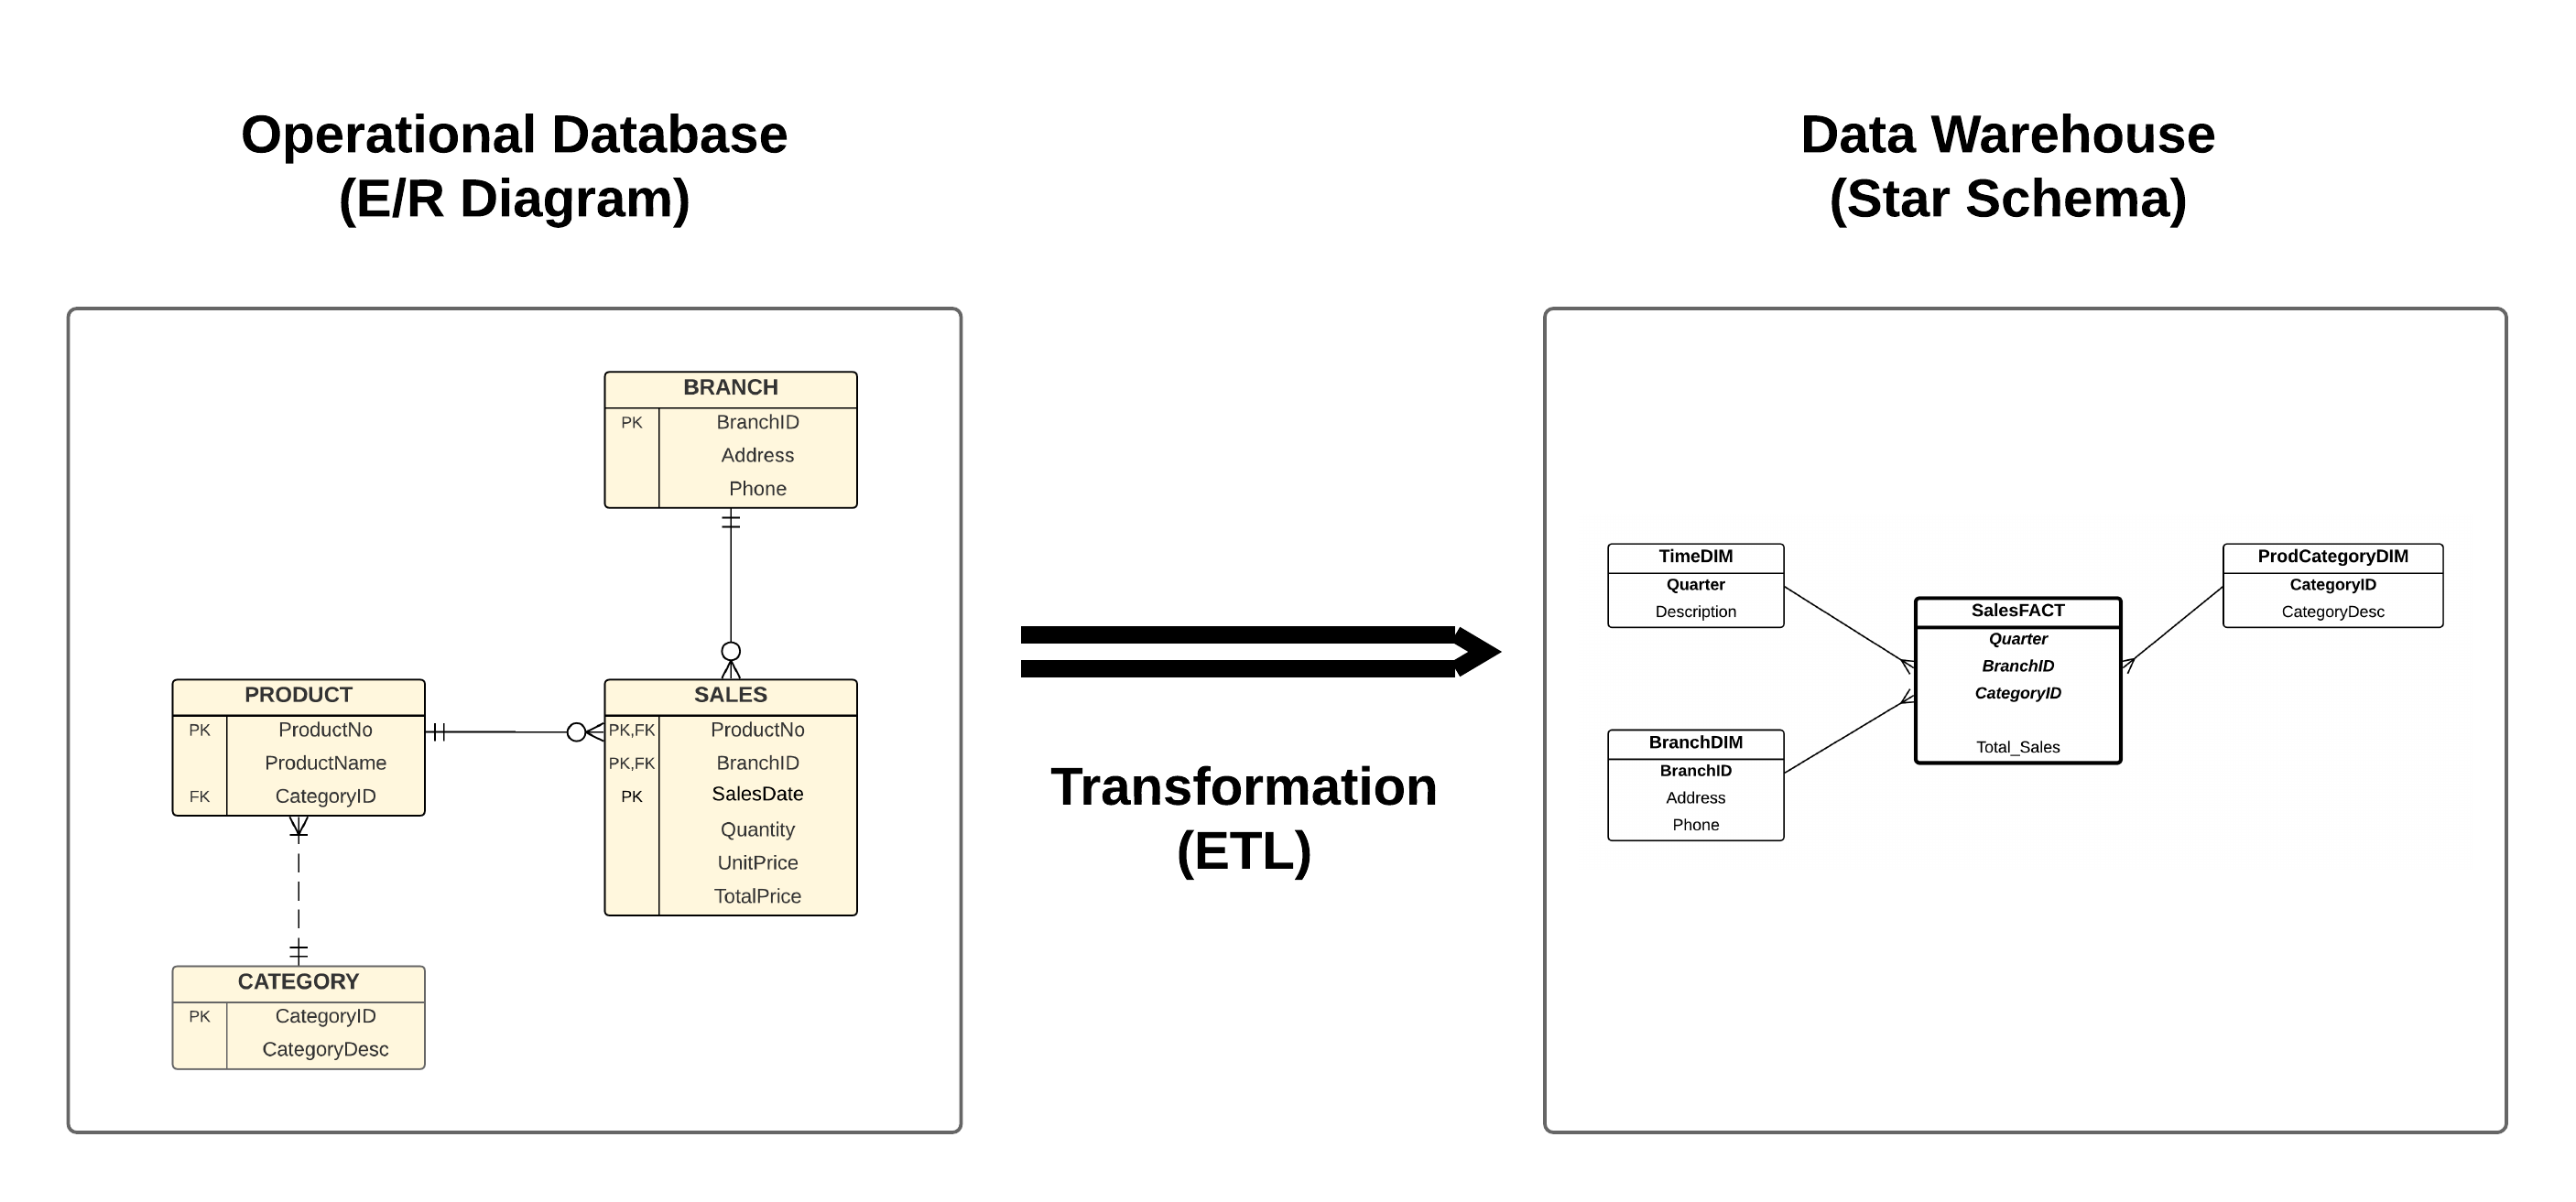 Operational Database
(E/R Diagram)
BRANCH
PK BranchID
Address
Phone
PRODUCT
PK ProductNo
ProductName
FK CategoryID
SALES
PK,FK ProductNo
PK,FK BranchID
PK SalesDate
Quantity
UnitPrice
TotalPrice
CATEGORY
PK CategoryID
CategoryDesc
Transformation
(ETL)
Data Warehouse
(Star Schema)
TimeDIM
Quarter
Description
BranchDIM
BranchID
Address
Phone
SalesFACT
Quarter
BranchID
CategoryID
Total_Sales
ProdCategoryDIM
CategoryID
CategoryDesc